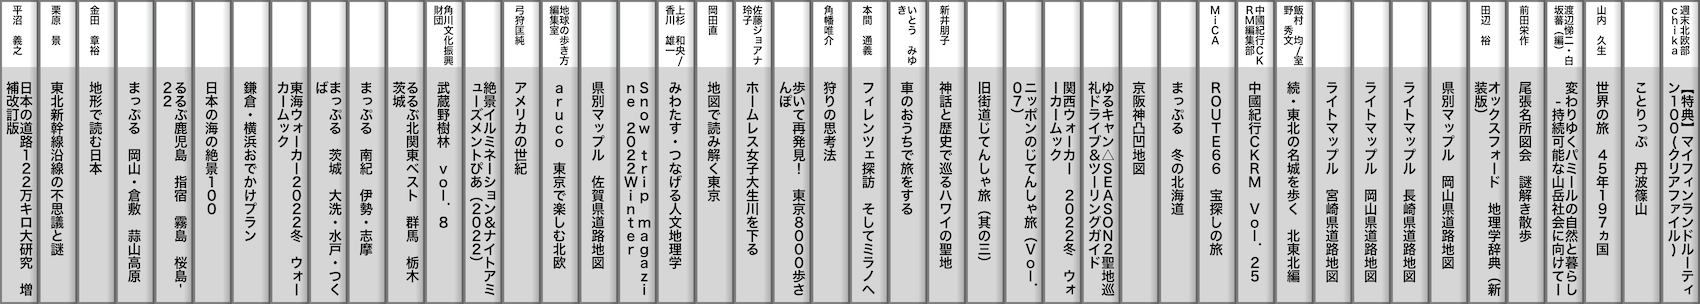 週末北欧部
chika
【特典】マイフィンランドルーティ
ン100(クリアファイル)
ことりっぷ 丹波篠山
山内 久生
世界の旅 45年197ヵ国
渡辺悌二・白
坂蕃(編)
変わりゆくパミールの自然と暮らし
-持続可能な山岳社会に向けてー
前田栄作
尾張名所図会 謎解き散歩
田辺 裕
オックスフォード 地理学辞典(新
装版)
県別マップル 岡山県道路地図
ライトマップル 長崎県道路地図
ライトマップル 岡山県道路地図
ライトマップル 宮崎県道路地図
飯村 均/室
野 秀文
続・東北の名城を歩く 北東北編
中國紀行CK
RM編集部
中國紀行CKRM Vol.25
MiCA
ROUTE66 宝探しの旅
まっぷる 冬の北海道
京阪神凸凹地図
ゆるキャン△SEASON2聖地巡
礼ドライブ&ツーリングガイド
関西ウォーカー 2022冬 ウォ
ーカームック
ニッポンのじてんしゃ旅(Vol.
07)
旧街道じてんしゃ旅(其の三)
新井朋子
神話と歴史で巡るハワイの聖地
いとう みゆ
き
車のおうちで旅をする
本間 通義
フィレンツェ探訪 そしてミラノへ
角幡唯介
狩りの思考法
歩いて再発見! 東京8000歩さ
んぽ
佐藤ジョアナ
玲子
ホームレス女子大生川を下る
岡田直
地図で読み解く東京
上杉 和央/
香川 雄一
みわたす・つなげる人文地理学
Snow trip magazi
ne 2022Winter
県別マップル 佐賀県道路地図
地球の歩き方
編集室
aruco 東京で楽しむ北欧
弓狩匡純
アメリカの世紀
絶景イルミネーション&ナイトアミ
ューズメントぴあ(2022)
角川文化振興
財団
武蔵野樹林 vol.8
るるぶ北関東ベスト 群馬 栃木
茨城
まっぷる 南紀 伊勢・志摩
まっぷる 茨城 大洗・水戸・つく
ば
東海ウォーカー2022冬 ウォー
カームック
鎌倉・横浜おでかけプラン
日本の海の絶景100
るるぶ鹿児島 指宿 霧島 桜島'
22
まっぷる 岡山・倉敷 蒜山高原
金田 章裕
地形で読む日本
栗原 景
東北新幹線沿線の不思議と謎
平沼 義之
日本の道路122万キロ大研究 増
補改訂版